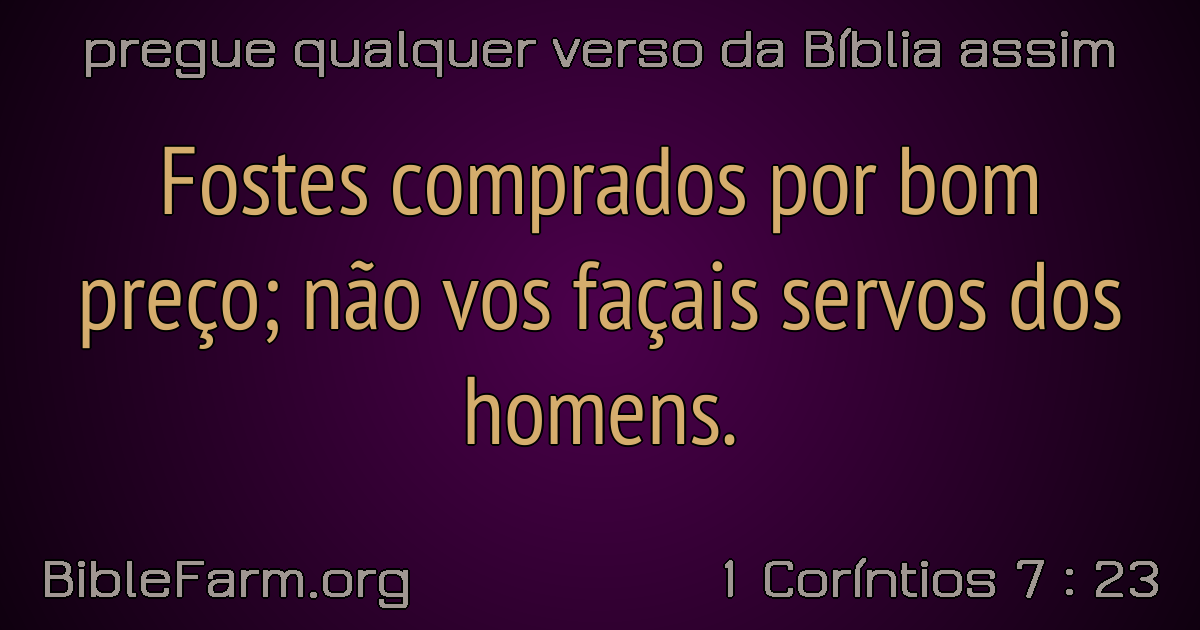 pregue qualquer verso da Bíblia assim
Fostes comprados por bom
preço; não vos façais servos dos
homens.
BibleFarm.org
1 Coríntios 7 : 23